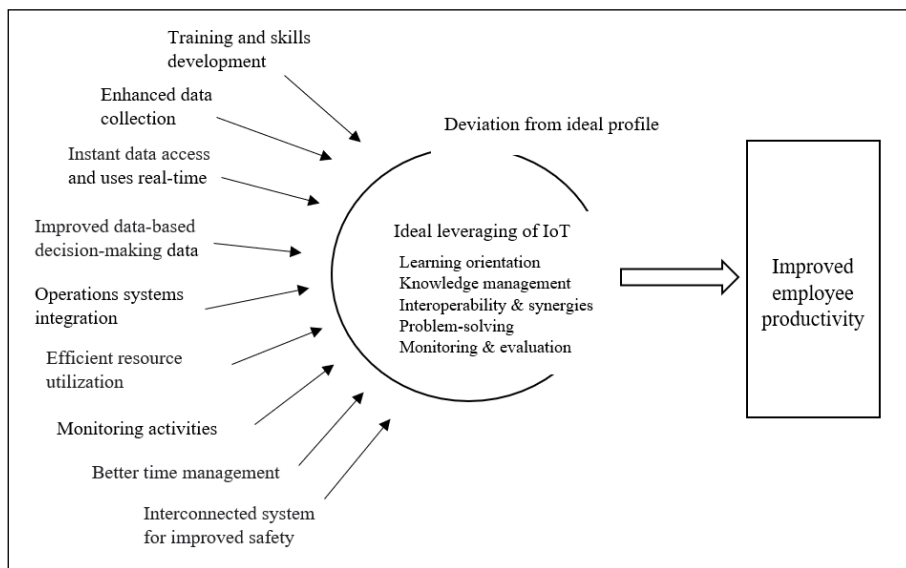 Training and skills
development
Enhanced data
collection
Instant data access
and uses real-time
Improved data-based
decision-making data
Operations systems
integration
Efficient resource
utilization
Monitoring activities
Better time management
Interconnected system
for improved safety
Deviation from ideal profile
Ideal leveraging of IoT
Learning orientation
Knowledge management
Interoperability & synergies
Problem-solving
Monitoring & evaluation
Improved
employee
productivity